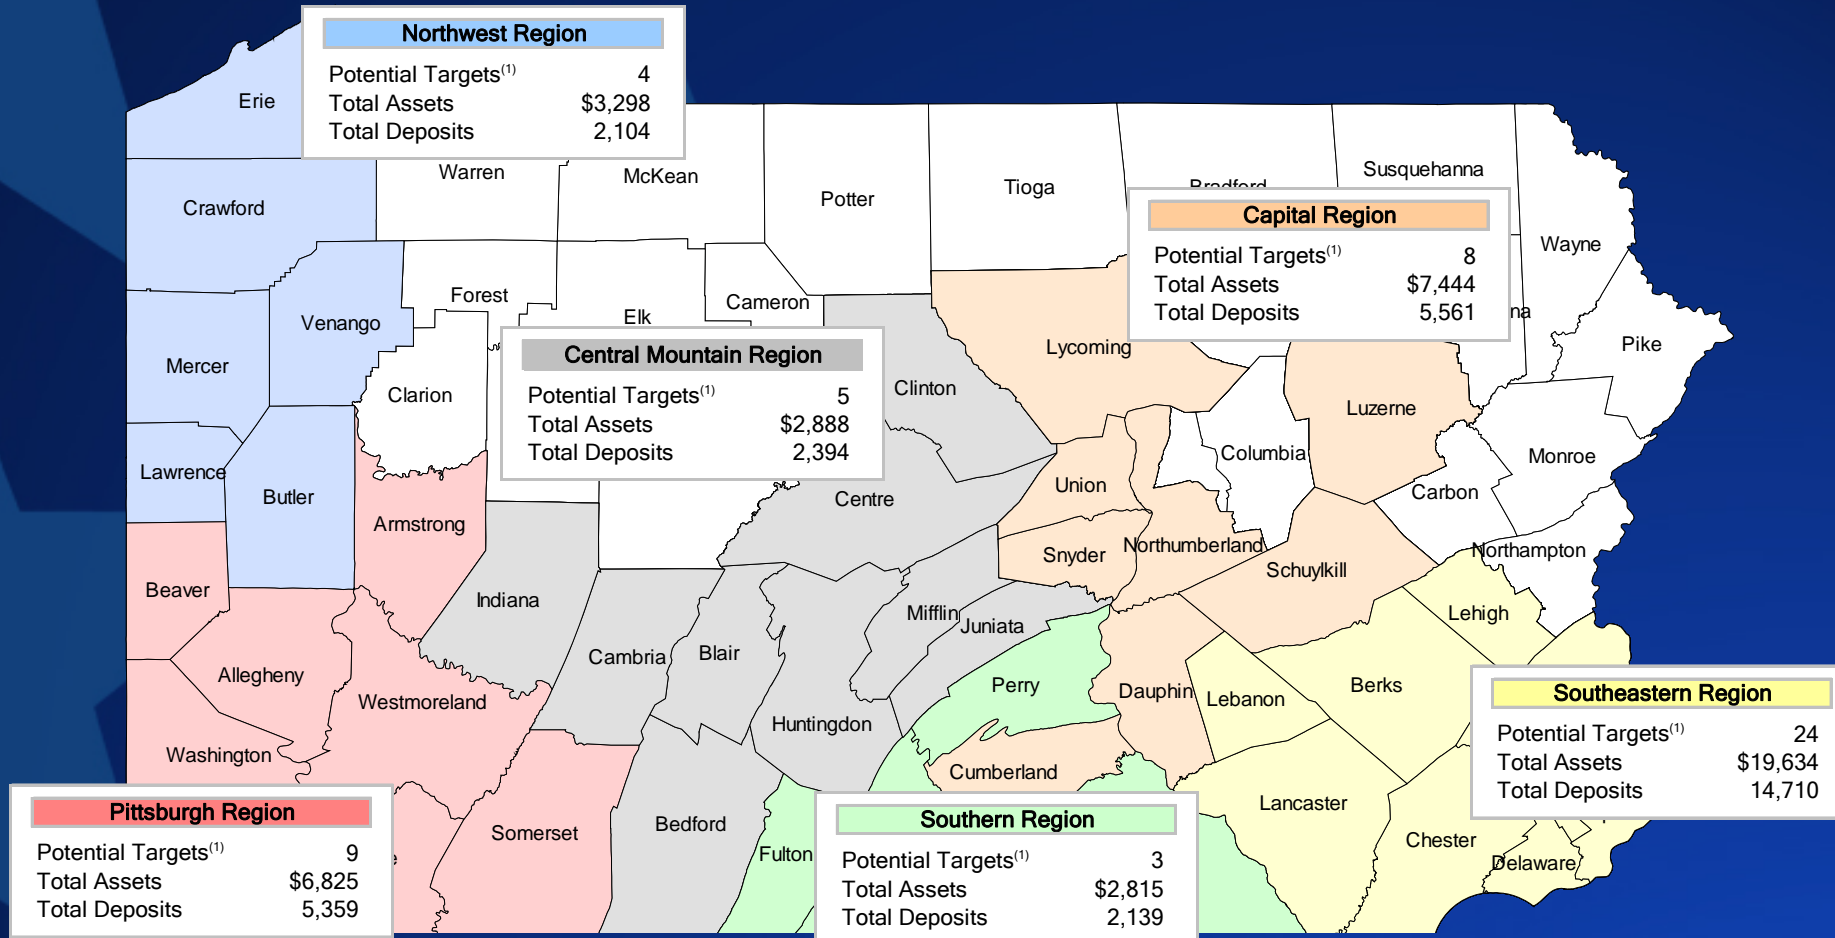 Northwest Region
Potential Targets(1) 4
Total Assets $3,298
Total Deposits 2,104
Erie
Warren
McKean
Susquehanna
Tioga
Bradford
Potter
Crawford
Capital Region
Potential Targets(1) 8
Total Assets $7,444
Total Deposits 5,561
Wayne
na
Forest
Cameron
Elk
Venango
Pike
Lycoming
Central Mountain Region
Potential Targets(1) 5
Total Assets $2,888
Total Deposits 2,394
Mercer
Clarion
Clinton
Luzerne
Columbia
Monroe
Lawrence
Butler
Union
Carbon
Centre
Armstrong
Northumberland
Northampton
Snyder
Schuylkill
Beaver
Indiana
Mifflin
Juniata
Lehigh
Cambria
Blair
Allegheny
Perry
Dauphin
Lebanon
Berks
Westmoreland
Huntingdon
Southeastern Region
Potential Targets(1) 24
Total Assets $19,634
Total Deposits 14,710
Washington
Cumberland
Lancaster
Pittsburgh Region
Potential Targets(1) 9
Total Assets $6,825
Total Deposits 5,359
Somerset
Bedford
Fulton
Southern Region
Potential Targets(1) 3
Total Assets $2,815
Total Deposits 2,139
Chester
Delaware